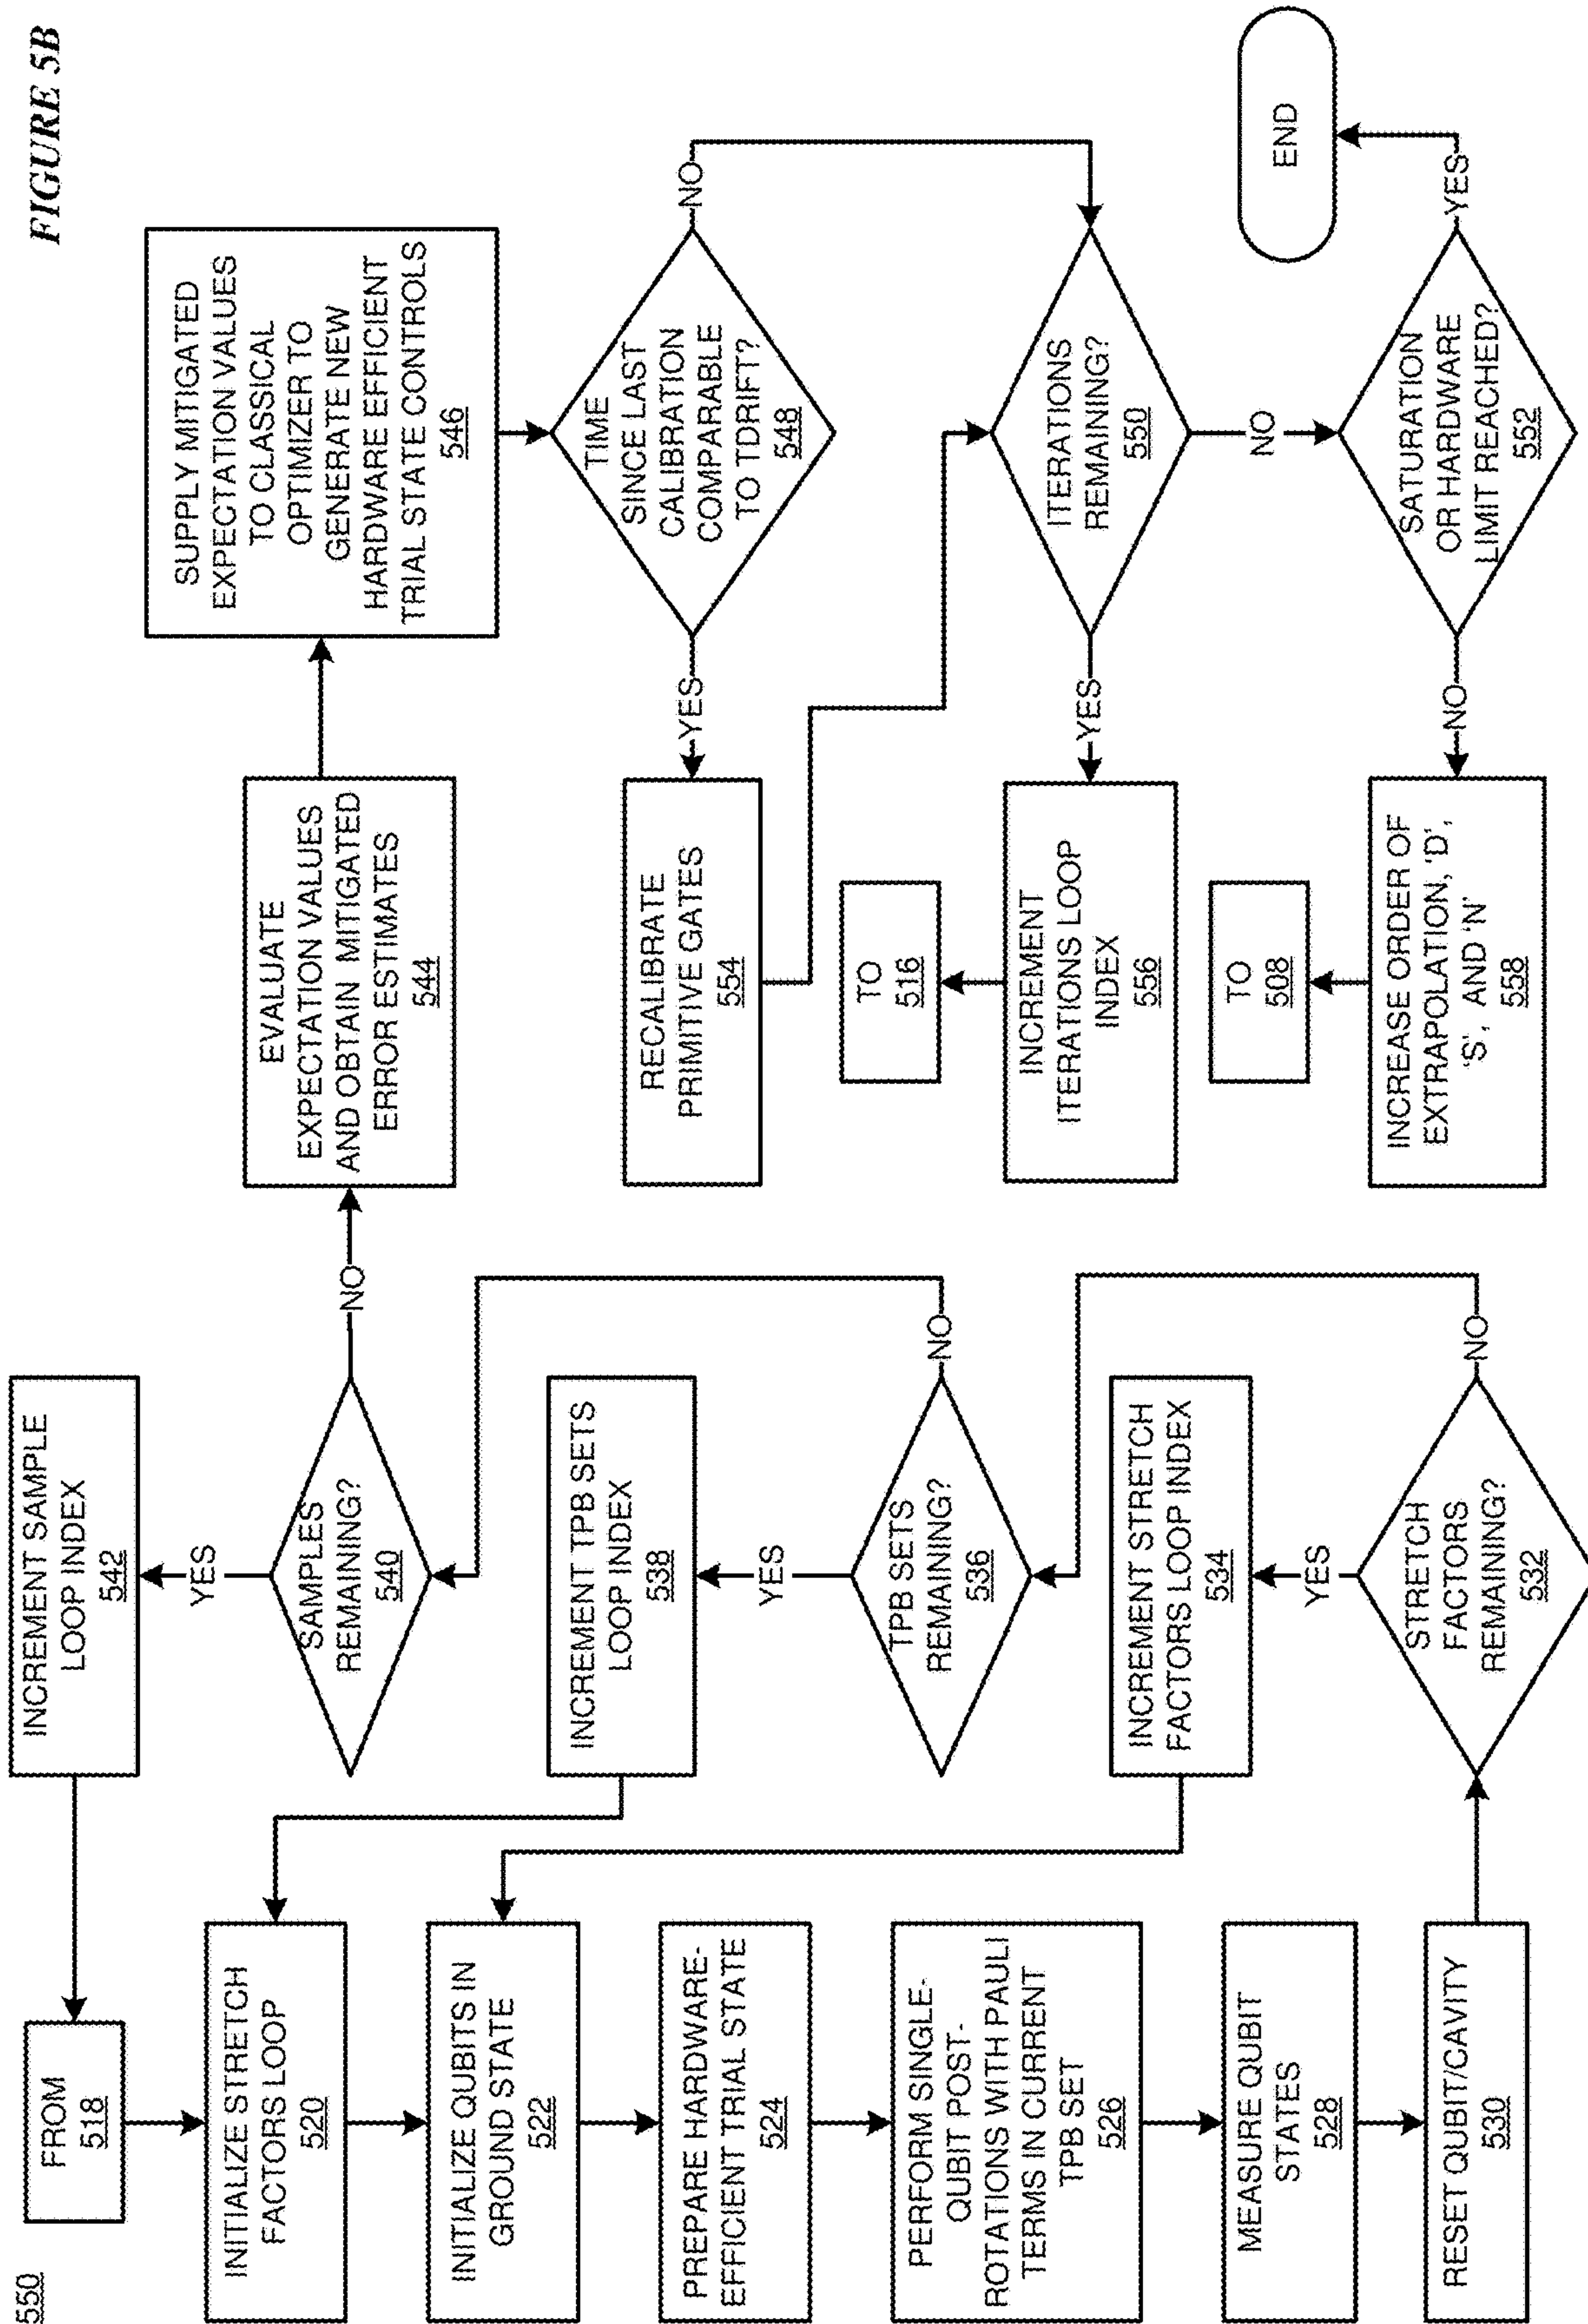 FIGURE 5B
550
FROM
518
INITIALIZE STRETCH
FACTORS LOOP
520
INITIALIZE QUBITS IN
GROUND STATE
522
PREPARE HARDWARE-
EFFICIENT TRIAL STATE
524
PERFORM SINGLE-
QUBIT POST-
ROTATIONS WITH PAULI
TERMS IN CURRENT
TPB SET
526
MEASURE QUBIT
STATES
528
RESET QUBIT/CAVITY
530
INCREMENT SAMPLE
LOOP INDEX
542
YES
SAMPLES
REMAINING?
540
NO
INCREMENT TPB SETS
LOOP INDEX
538
YES
TPB SETS
REMAINING?
536
NO
INCREMENT STRETCH
FACTORS LOOP INDEX
534
YES
STRETCH
FACTORS
REMAINING?
532
NO
EVALUATE
EXPECTATION VALUES
AND OBTAIN MITIGATED
ERROR ESTIMATES
544
SUPPLY MITIGATED
EXPECTATION VALUES
TO CLASSICAL
OPTIMIZER TO
GENERATE NEW
HARDWARE EFFICIENT
TRIAL STATE CONTROLS
546
TIME
SINCE LAST
CALIBRATION
COMPARABLE
TO TDRIFT?
548
YES
NO
RECALIBRATE
PRIMITIVE GATES
554
ITERATIONS
REMAINING?
550
YES
NO
TO
516
INCREMENT
ITERATIONS LOOP
INDEX
556
SATURATION
OR HARDWARE
LIMIT REACHED?
552
NO
YES
TO
508
INCREASE ORDER OF
EXTRAPOLATION, 'D',
'S', AND 'N'
558
END